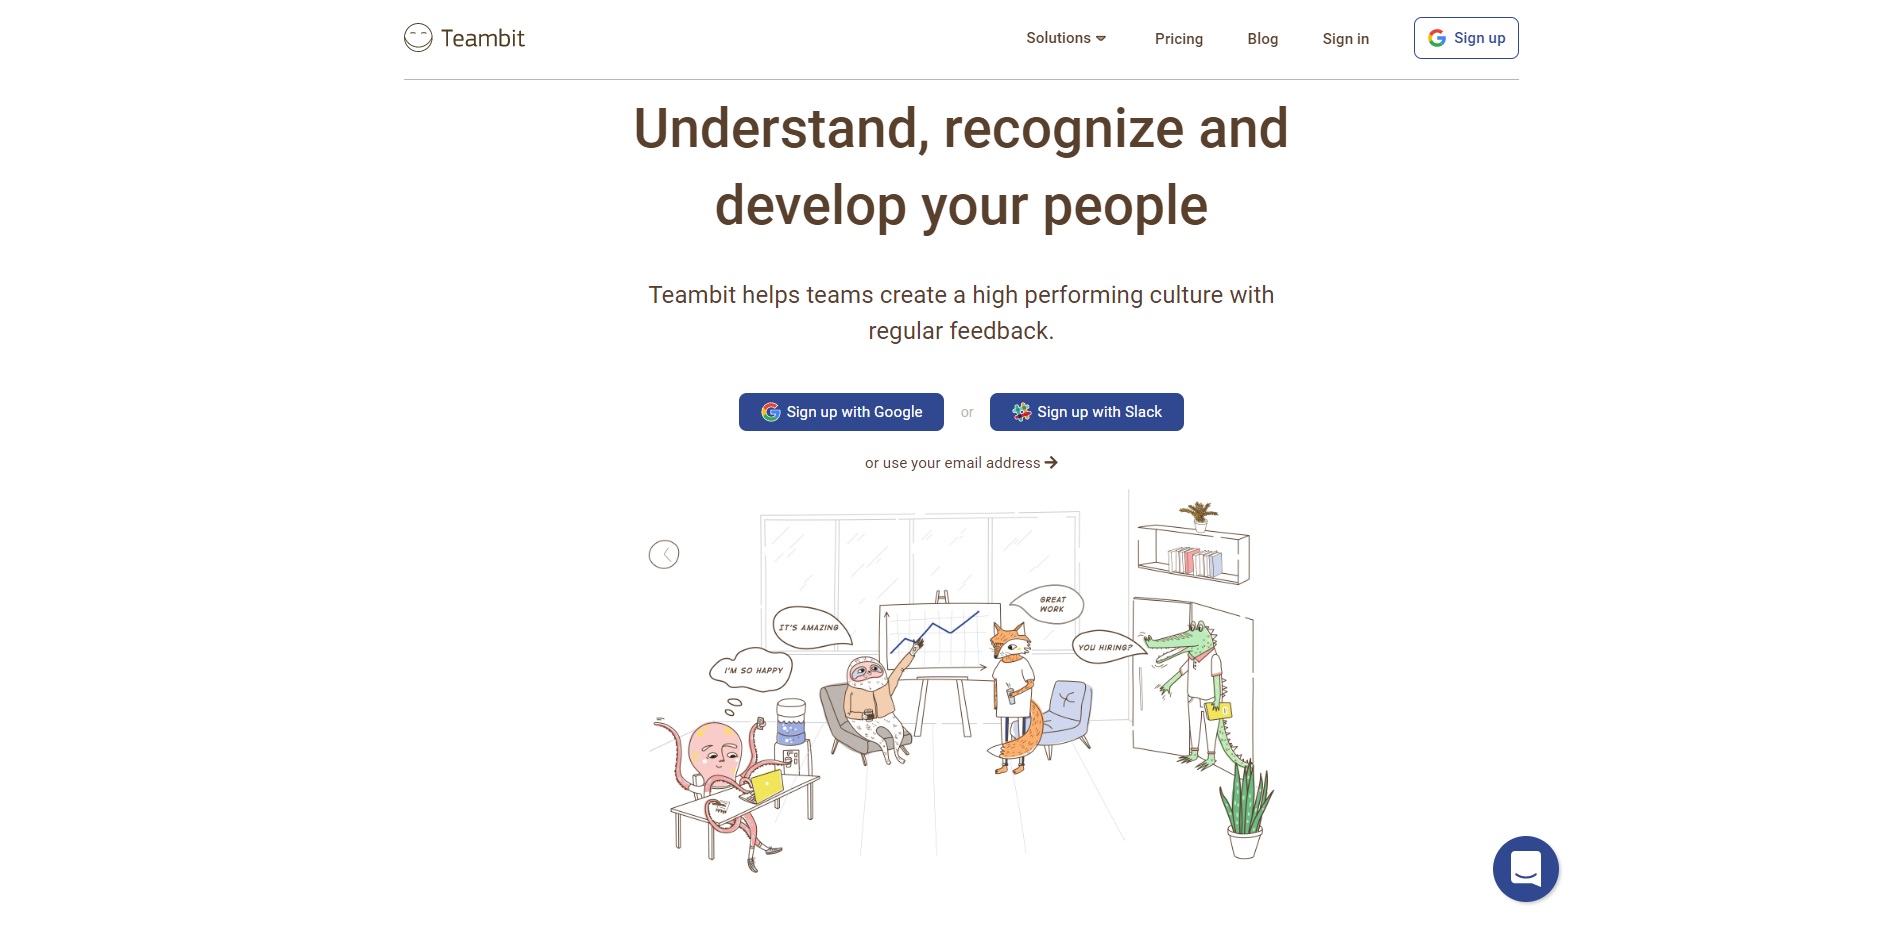 Teambit
Solutions
Pricing
Blog
Sign in
Sign up
Understand, recognize and
develop your people
Teambit helps teams create a high performing culture with
regular feedback.
Sign up with Google
or
Sign up with Slack
or use your email address
GREAT
WORK
IT'S AMAZING
YOU HIRING?
I'M SO HAPPY